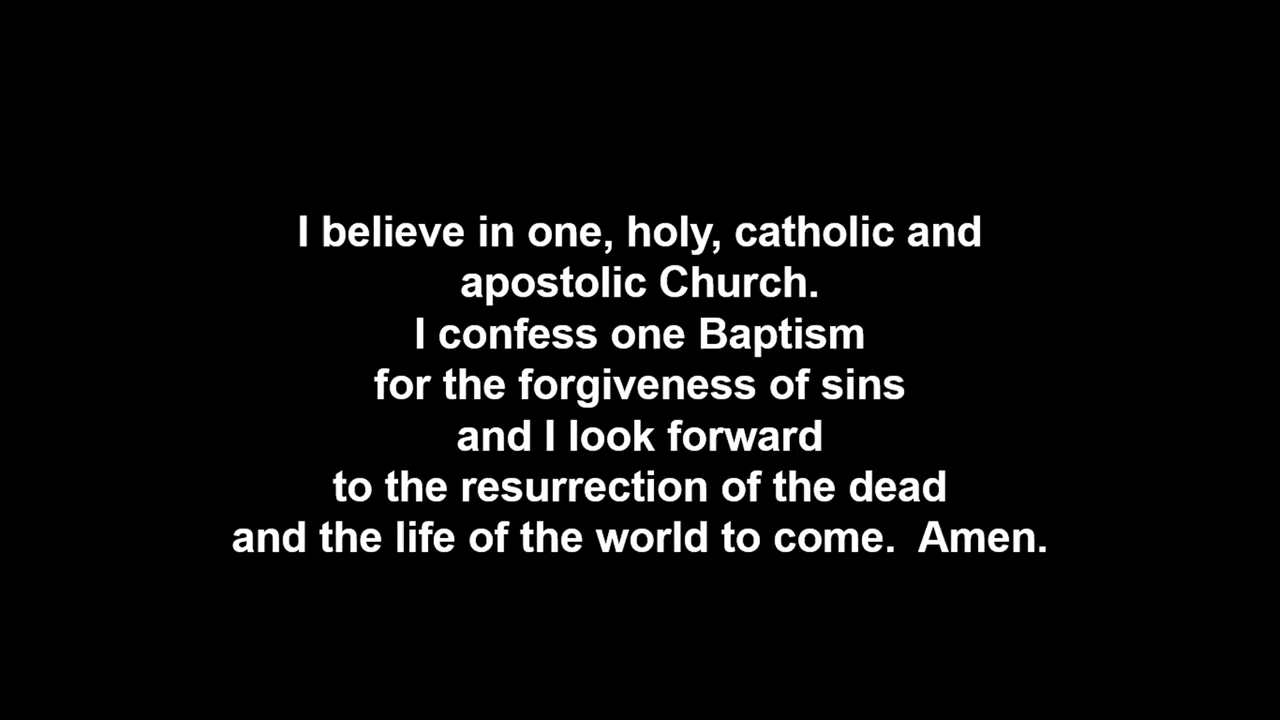 I believe in one, holy, catholic and
apostolic Church.
I confess one Baptism
for the forgiveness of sins
and I look forward
to the resurrection of the dead
and the life of the world to come.  Amen.